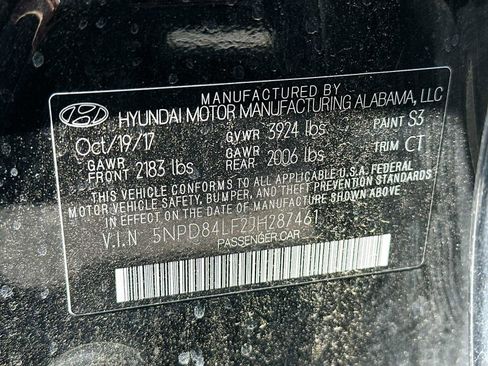 MANUFACTURED BY
HYUNDAI MOTOR MANUFACTURING ALABAMA, LLC
Oct/19/17 GVWR 3924 lbs PAINT S3
GAWR FRONT 2183 lbs GAWR REAR 2006 lbs TRIM CT
THIS VEHICLE CONFORMS TO ALL APPLICABLE U.S.A. FEDERAL
MOTOR VEHICLE SAFETY, BUMPER, AND THEFT PREVENTION STANDARDS
IN EFFECT ON THE DATE OF MANUFACTURE SHOWN ABOVE.
V.I.N 5NPD84LF2JH287461
PASSENGER CAR